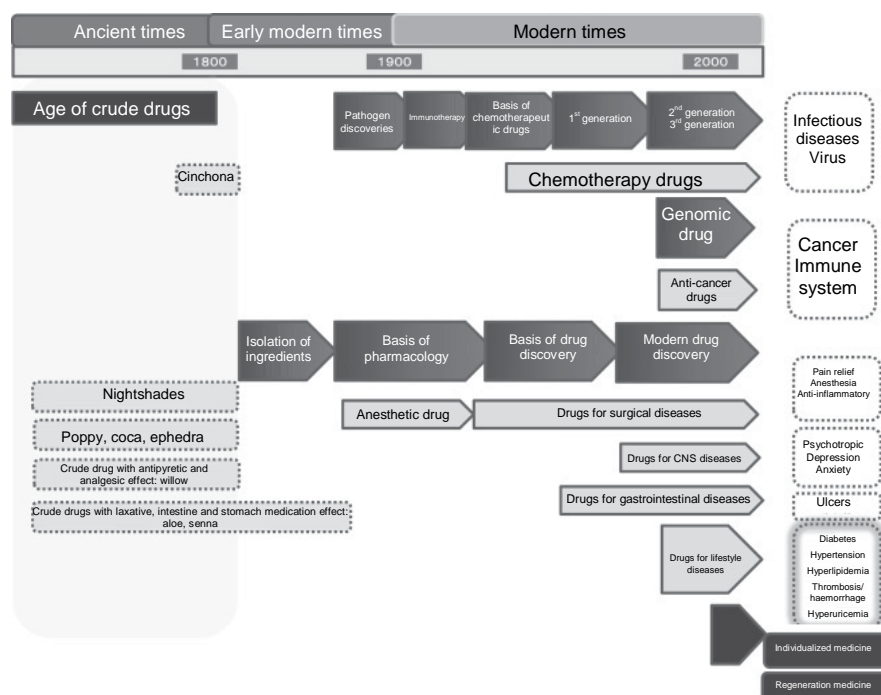 Ancient times
Early modern times
Modern times
1800
1900
2000
Age of crude drugs
Pathogen
discoveries
Immunotherapy
Basis of
chemotherapeut
ic drugs
1st generation
2nd generation
3rd generation
Infectious
diseases
Virus
Cinchona
Chemotherapy drugs
Genomic
drug
Cancer
Immune
system
Anti-cancer
drugs
Isolation of
ingredients
Basis of
pharmacology
Basis of drug
discovery
Modern drug
discovery
Pain relief
Anesthesia
Anti-inflammatory
Nightshades
Anesthetic drug
Drugs for surgical diseases
Poppy, coca, ephedra
Psychotropic
Depression
Anxiety
Crude drug with antipyretic and
analgesic effect: willow
Drugs for CNS diseases
Drugs for gastrointestinal diseases
Ulcers
Crude drugs with laxative, intestine and stomach medication effect:
aloe, senna
Drugs for lifestyle
diseases
Diabetes
Hypertension
Hyperlipidemia
Thrombosis/
haemorrhage
Hyperuricemia
Individualized medicine
Regeneration medicine